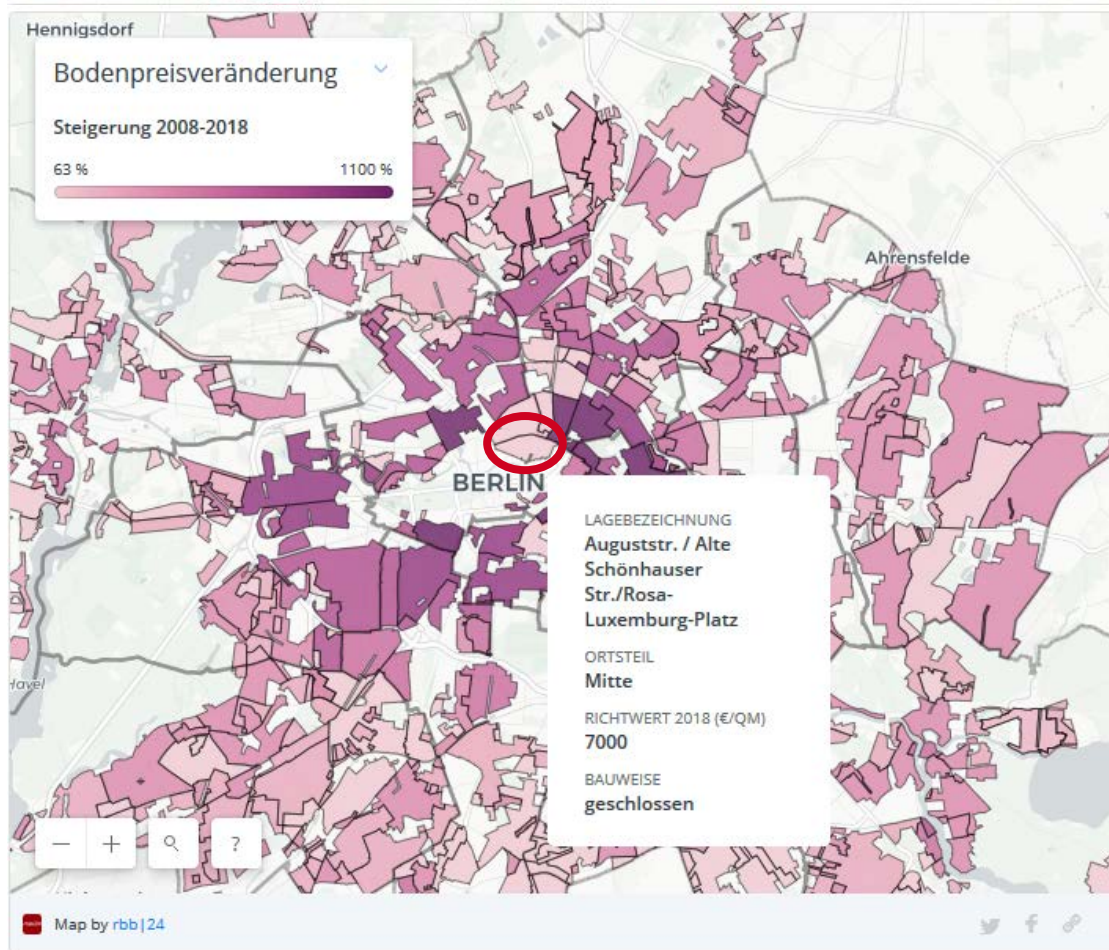 Hennigsdorf
Bodenpreisveränderung
Steigerung 2008-2018
63 %
1100 %
Ahrensfelde
BERLIN
LAGEBEZEICHNUNG
Auguststr. / Alte
Schönhauser
Str./Rosa-
Luxemburg-Platz
ORTSTEIL
Mitte
RICHTWERT 2018 (€/QM)
7000
BAUWEISE
geschlossen
Havel
− +
?
Map by rbb|24